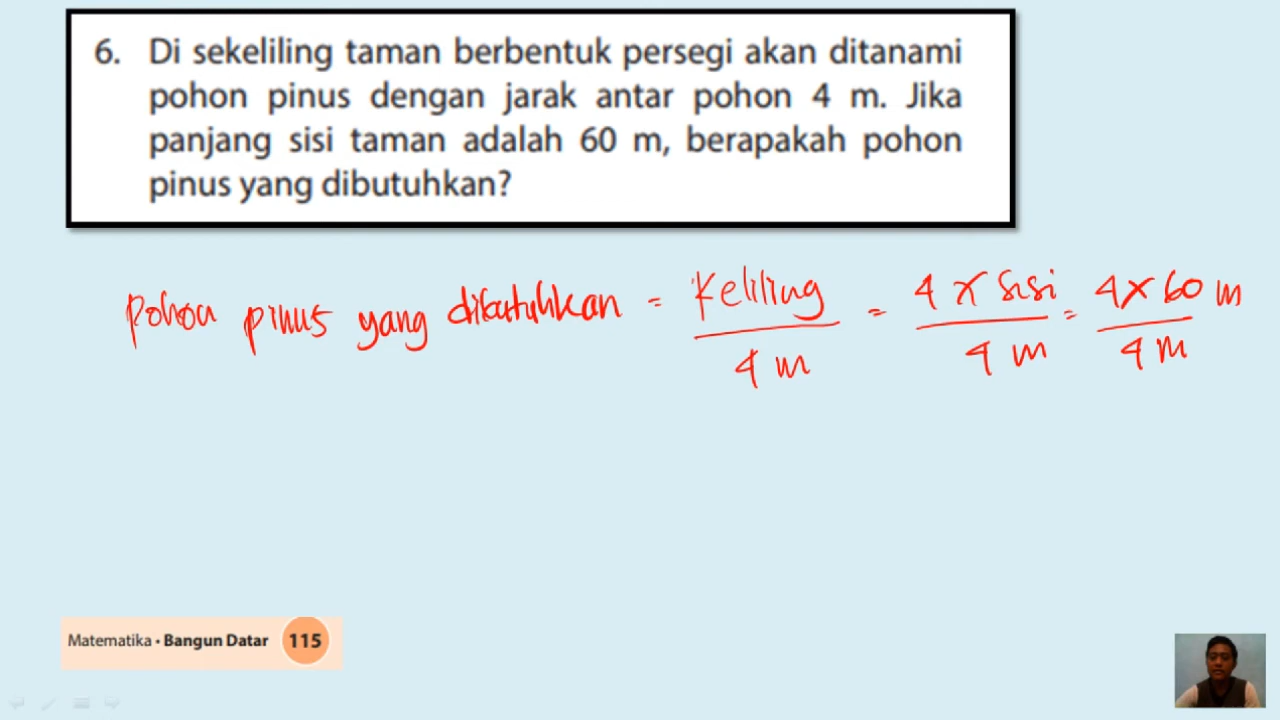 6. Di sekeliling taman berbentuk persegi akan ditanami
pohon pinus dengan jarak antar pohon 4 m. Jika
panjang sisi taman adalah 60 m, berapakah pohon
pinus yang dibutuhkan?
pohon pinus yang dibutuhkan = Keliling / 4 m = 4 x sisi / 4 m = 4 x 60 m / 4 m
Matematika • Bangun Datar 115